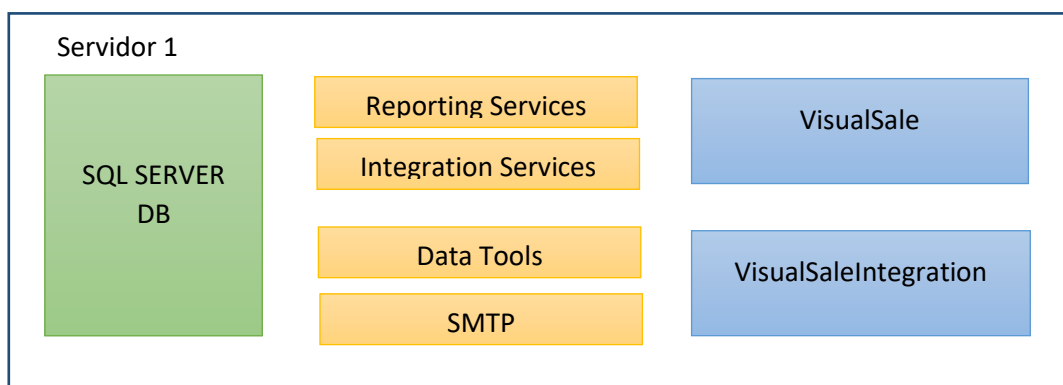 Servidor 1
SQL SERVER
DB
Reporting Services
Integration Services
Data Tools
SMTP
VisualSale
VisualSaleIntegration